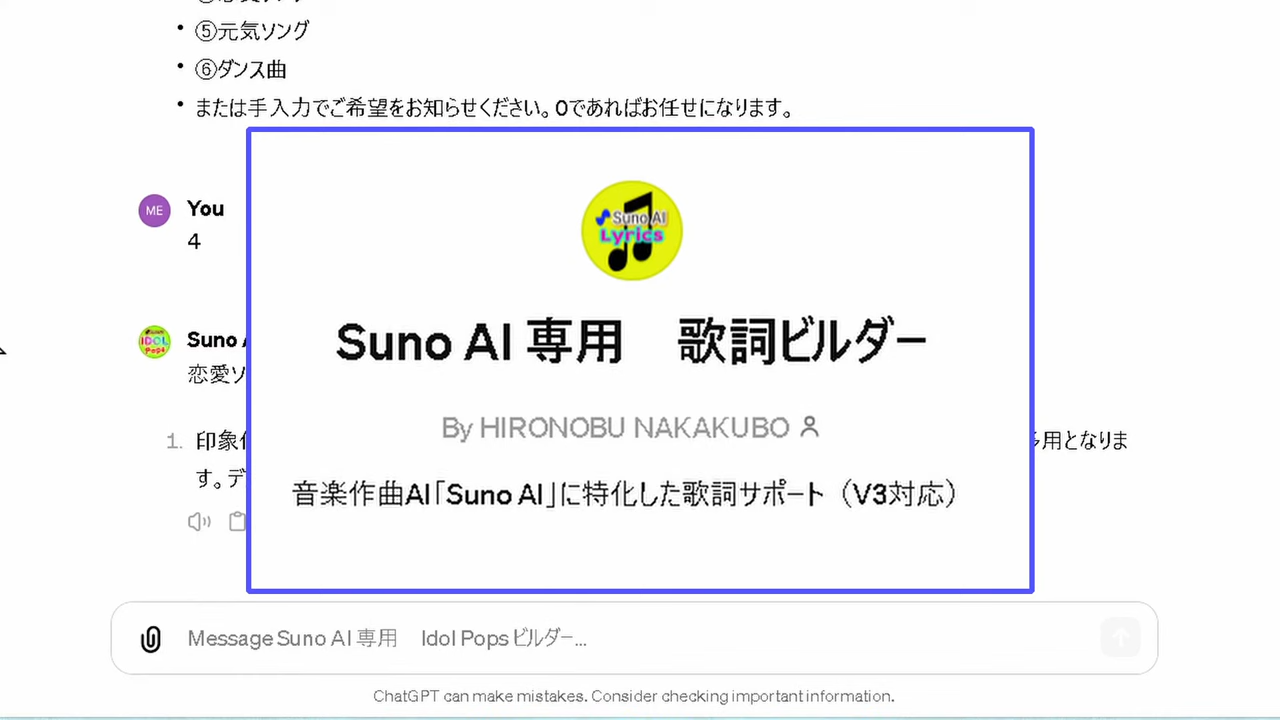 ⑤元気ソング
⑥ダンス曲
または手入力でご希望をお知らせください。0であればお任せになります。
ME
You
4
Suno AI
Lyrics
Suno AI 専用 歌詞ビルダー
By HIRONOBU NAKAKUBO
音楽作曲AI「Suno AI」に特化した歌詞サポート（V3対応）
IDOL
Pops
Suno
恋愛ソ
1. 印象
用となりま
す。デ
Message Suno AI 専用 Idol Pops ビルダー...
ChatGPT can make mistakes. Consider checking important information.